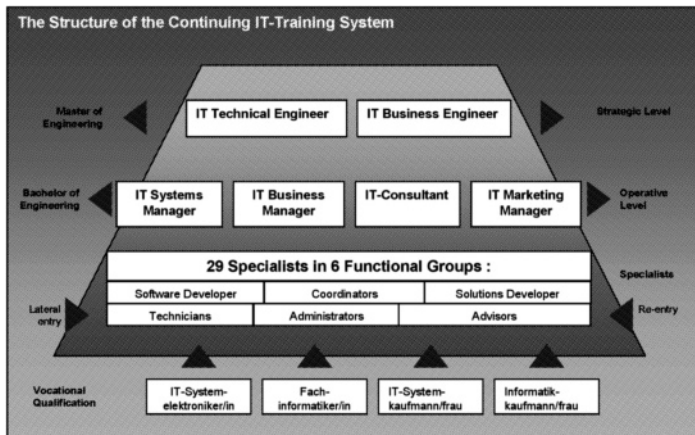 The Structure of the Continuing IT-Training System
Master of
Engineering
IT Technical Engineer
IT Business Engineer
Strategic Level
Bachelor of
Engineering
IT Systems
Manager
IT Business
Manager
IT-Consultant
IT Marketing
Manager
Operative
Level
29 Specialists in 6 Functional Groups :
Specialists
Software Developer
Coordinators
Solutions Developer
Lateral
entry
Technicians
Administrators
Advisors
Re-entry
Vocational
Qualification
IT-System-
elektroniker/in
Fach-
informatiker/in
IT-System-
kaufmann/frau
Informatik-
kaufmann/frau